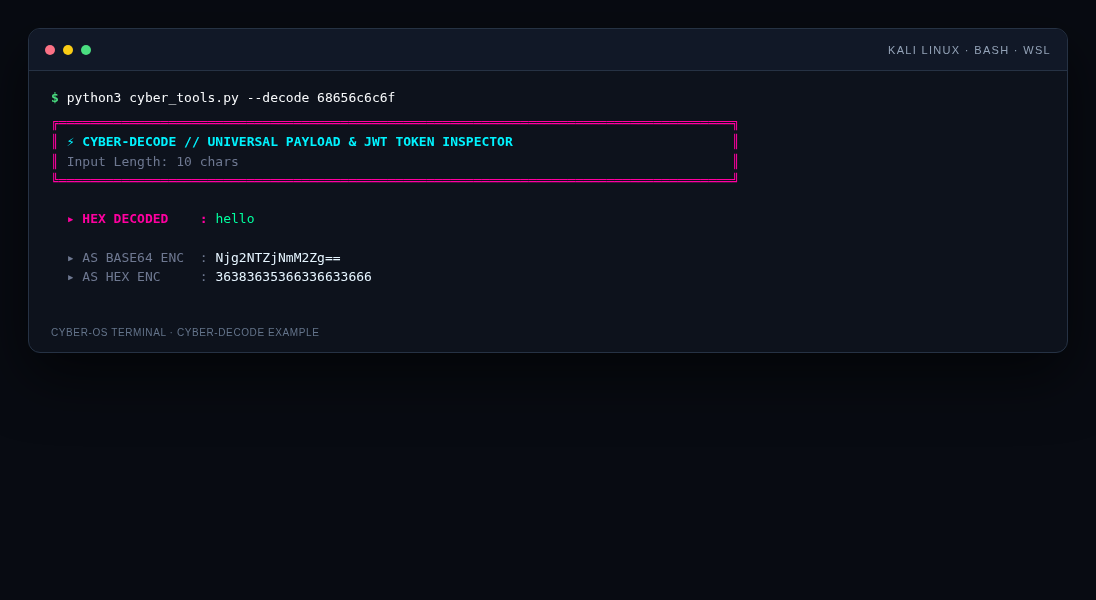 KALI LINUX · BASH · WSL
$ python3 cyber_tools.py --decode 68656c6c6f
⚡ CYBER-DECODE // UNIVERSAL PAYLOAD & JWT TOKEN INSPECTOR
Input Length: 10 chars
▸ HEX DECODED : hello
▸ AS BASE64 ENC : Njg2NTZjNmM2Zg==
▸ AS HEX ENC : 36383635366336633666
CYBER-OS TERMINAL · CYBER-DECODE EXAMPLE